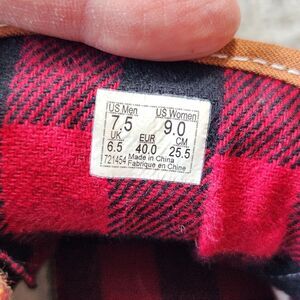 US Men US Women
7.5 9.0
UK EUR CM
6.5 40.0 25.5
721454 Made in China
Fabrique en Chine